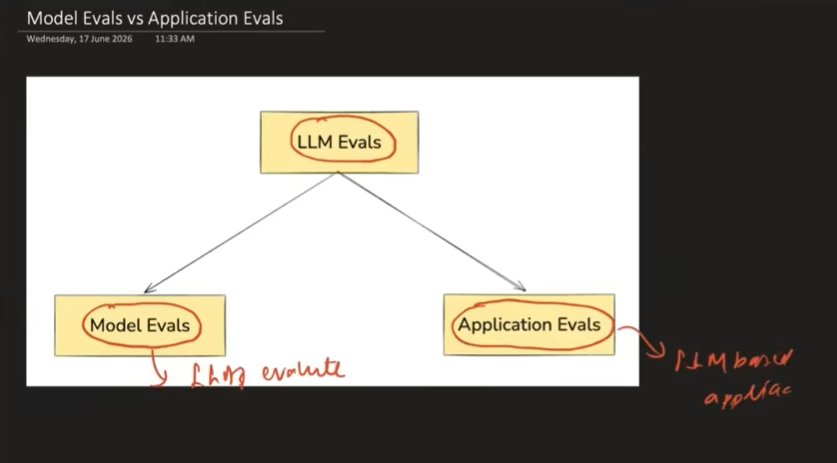 Model Evals vs Application Evals
Wednesday, 17 June 2026 11:33 AM
LLM Evals
Model Evals
Application Evals
evaluate
LLM based